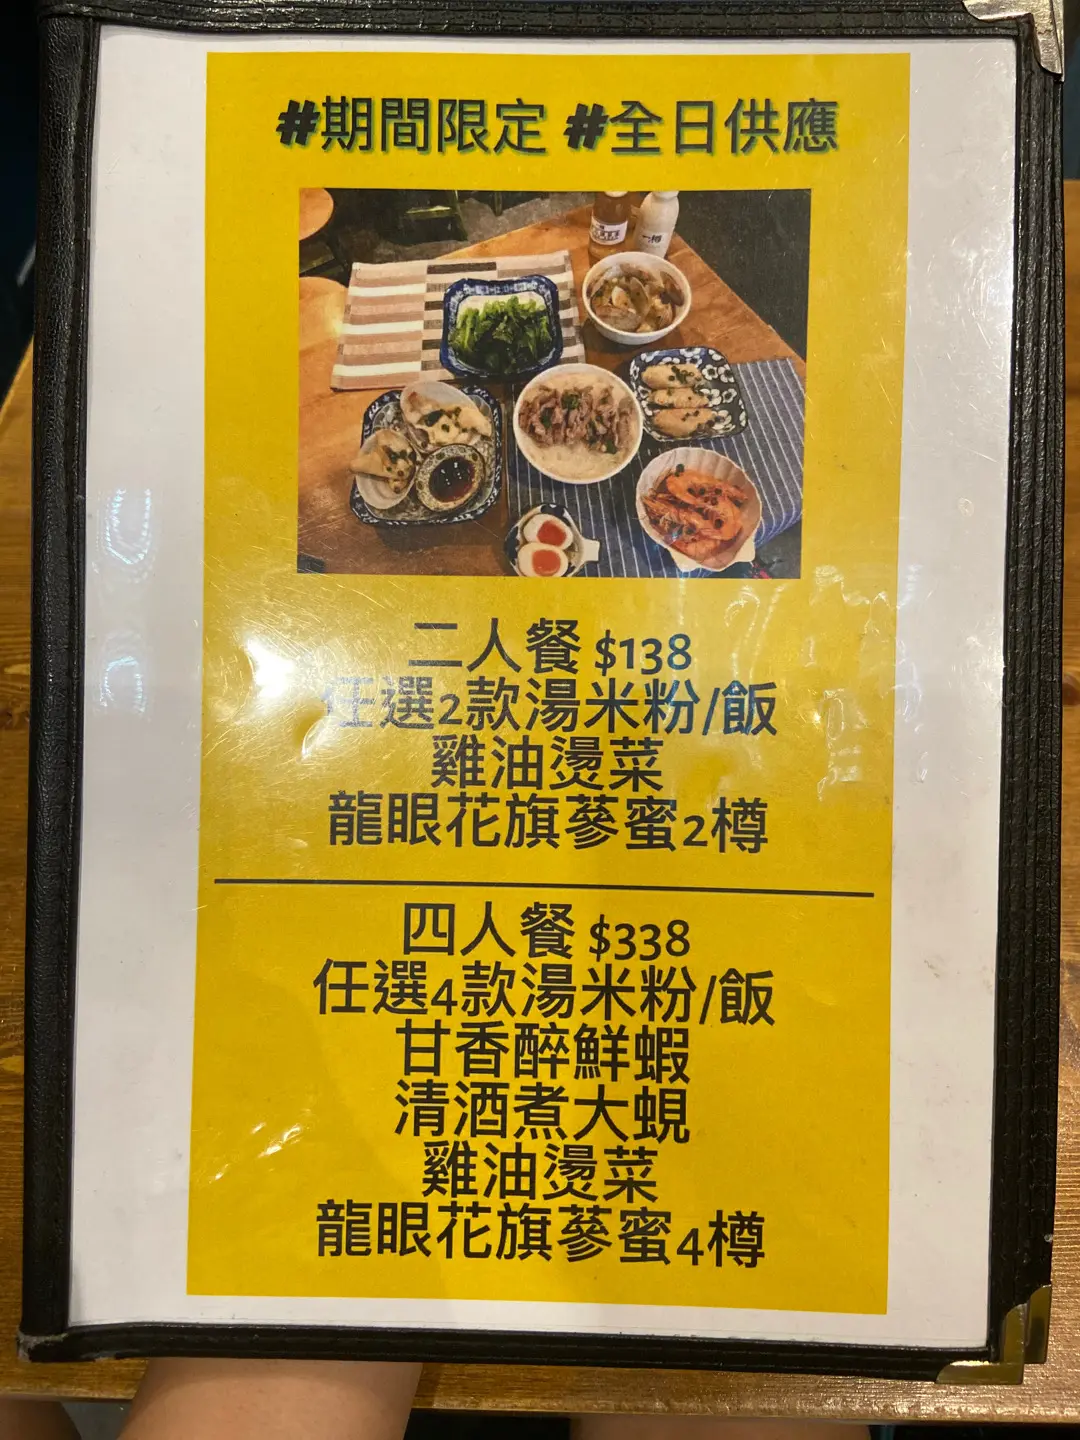 #期間限定 #全日供應
二人餐 $138
任選2款湯米粉/飯
雞油燙菜
龍眼花旗蔘蜜2樽
四人餐 $338
任選4款湯米粉/飯
甘香醉鮮蝦
清酒煮大蜆
雞油燙菜
龍眼花旗蔘蜜4樽